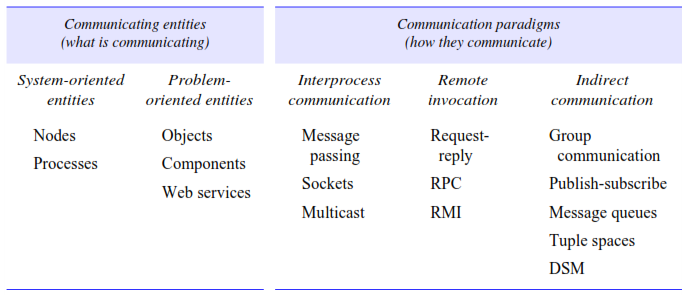 Communicating entities
(what is communicating)
Communication paradigms
(how they communicate)
System-oriented
entities
Problem-
oriented entities
Interprocess
communication
Remote
invocation
Indirect
communication
Nodes
Processes
Objects
Components
Web services
Message
passing
Sockets
Multicast
Request-
reply
RPC
RMI
Group
communication
Publish-subscribe
Message queues
Tuple spaces
DSM